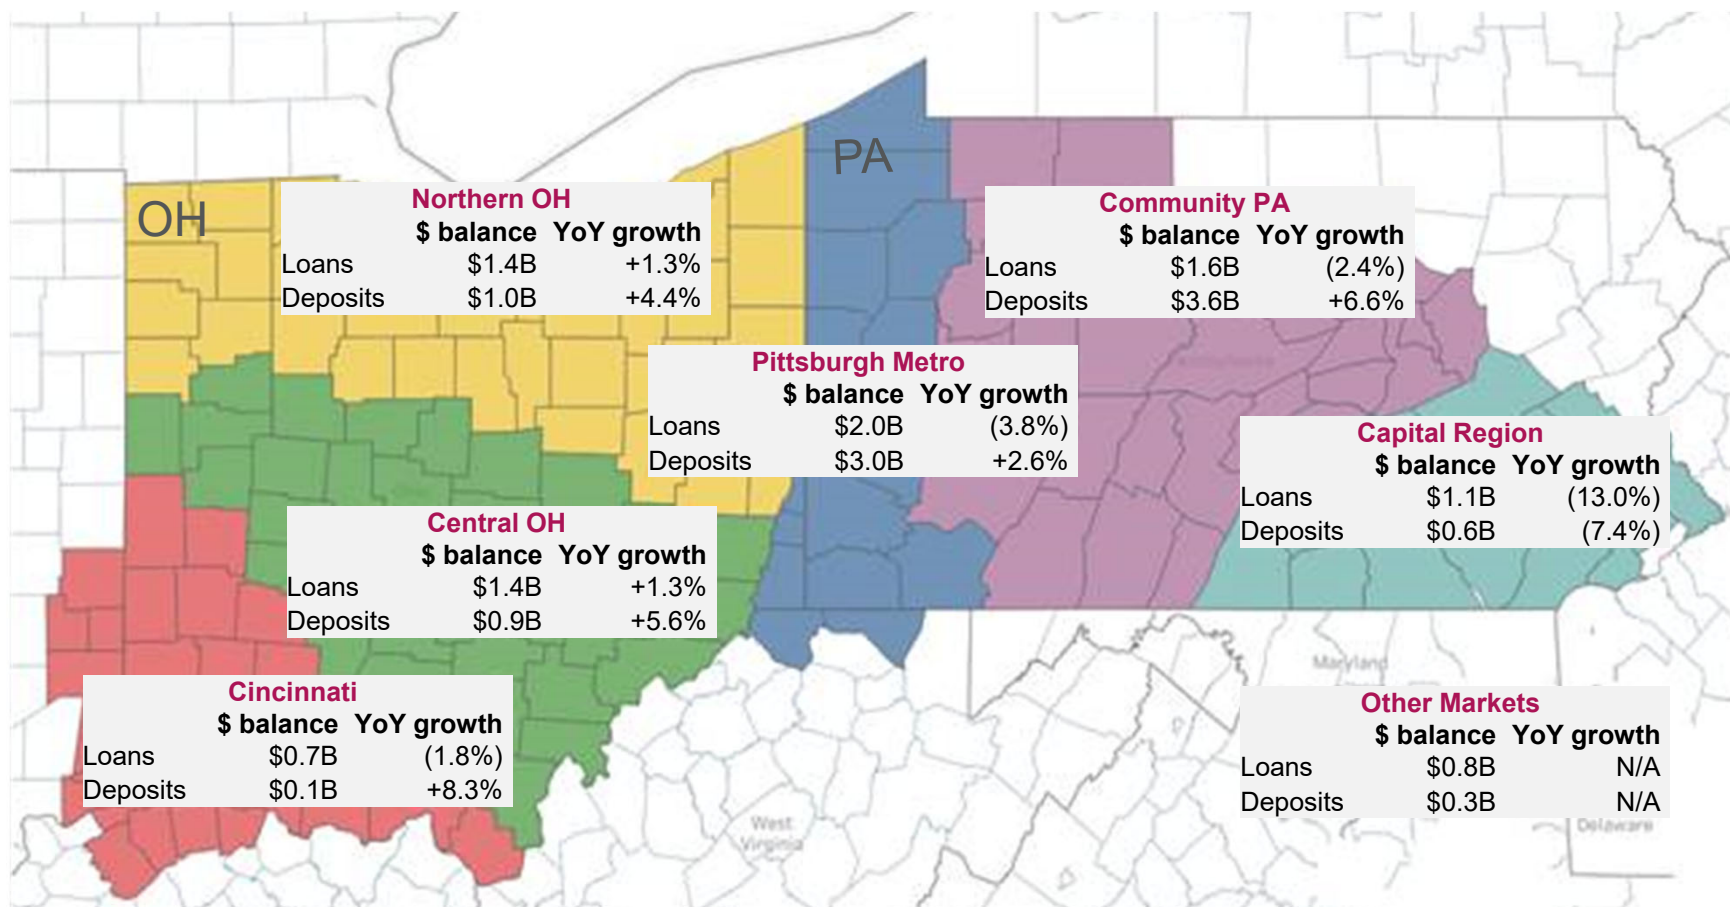 PA
OH
Northern OH
$ balance YoY growth
Loans $1.4B +1.3%
Deposits $1.0B +4.4%
Community PA
$ balance YoY growth
Loans $1.6B (2.4%)
Deposits $3.6B +6.6%
Pittsburgh Metro
$ balance YoY growth
Loans $2.0B (3.8%)
Deposits $3.0B +2.6%
Capital Region
$ balance YoY growth
Loans $1.1B (13.0%)
Deposits $0.6B (7.4%)
Central OH
$ balance YoY growth
Loans $1.4B +1.3%
Deposits $0.9B +5.6%
Maryland
Cincinnati
$ balance YoY growth
Loans $0.7B (1.8%)
Deposits $0.1B +8.3%
Other Markets
$ balance YoY growth
Loans $0.8B N/A
Deposits $0.3B N/A
West
Virginia
Delaware